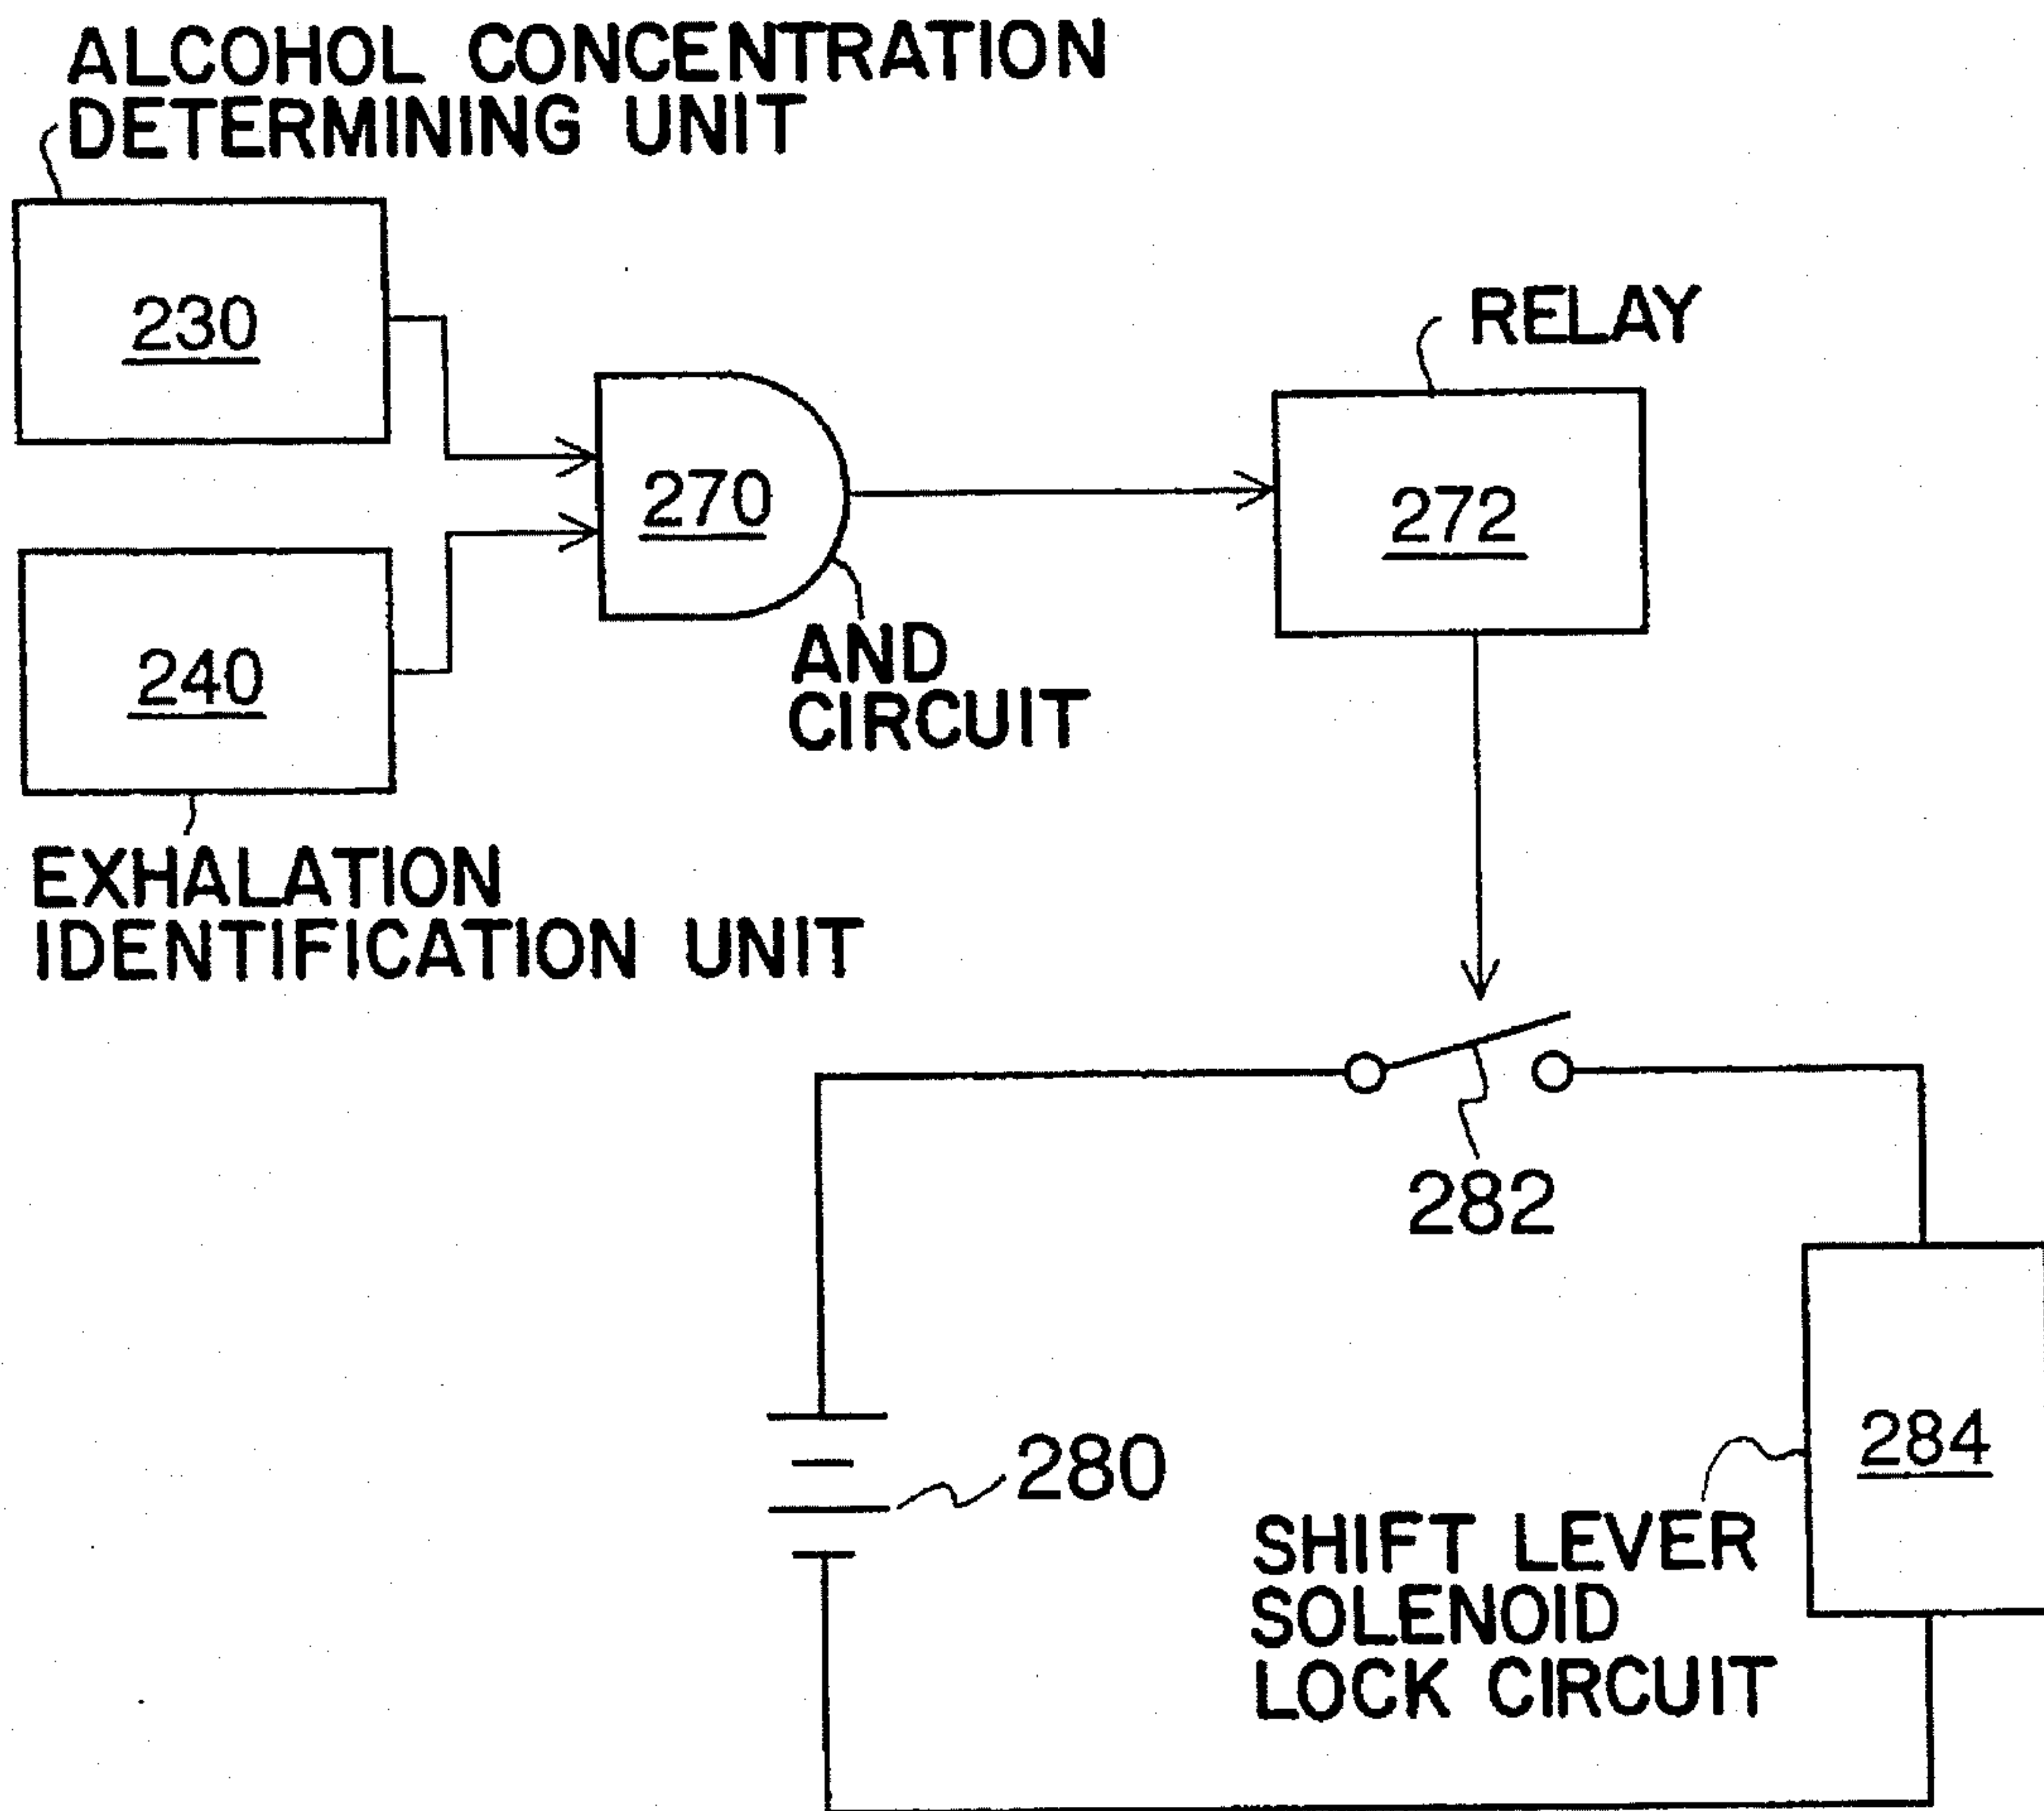 ALCOHOL CONCENTRATION
DETERMINING UNIT
230
RELAY
272
270
AND
CIRCUIT
240
EXHALATION
IDENTIFICATION UNIT
282
280
284
SHIFT LEVER
SOLENOID
LOCK CIRCUIT